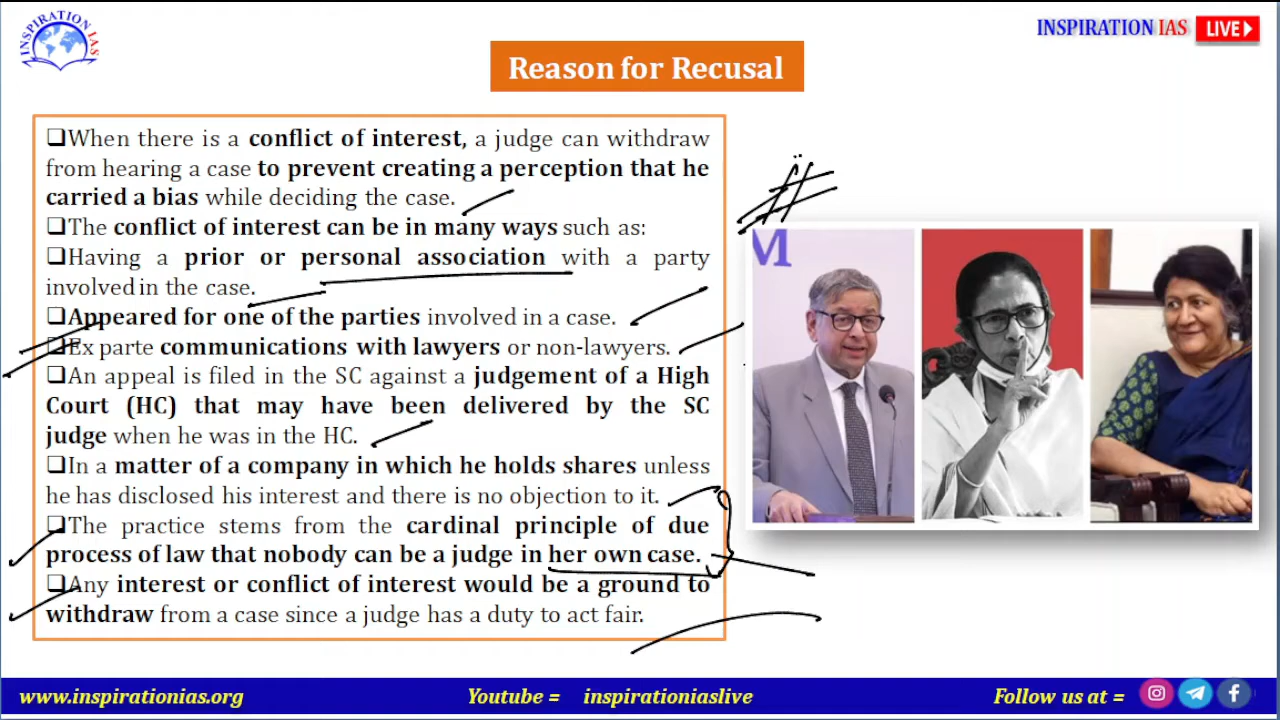 INSPIRATION IAS
INSPIRATION IAS LIVE
Reason for Recusal
❑When there is a conflict of interest, a judge can withdraw
from hearing a case to prevent creating a perception that he
carried a bias while deciding the case.
❑The conflict of interest can be in many ways such as:
❑Having a prior or personal association with a party
involved in the case.
❑Appeared for one of the parties involved in a case.
❑Ex parte communications with lawyers or non-lawyers.
❑An appeal is filed in the SC against a judgement of a High
Court (HC) that may have been delivered by the SC
judge when he was in the HC.
❑In a matter of a company in which he holds shares unless
he has disclosed his interest and there is no objection to it.
❑The practice stems from the cardinal principle of due
process of law that nobody can be a judge in her own case.
❑Any interest or conflict of interest would be a ground to
withdraw from a case since a judge has a duty to act fair.
M
www.inspirationias.org Youtube = inspirationiaslive Follow us at =